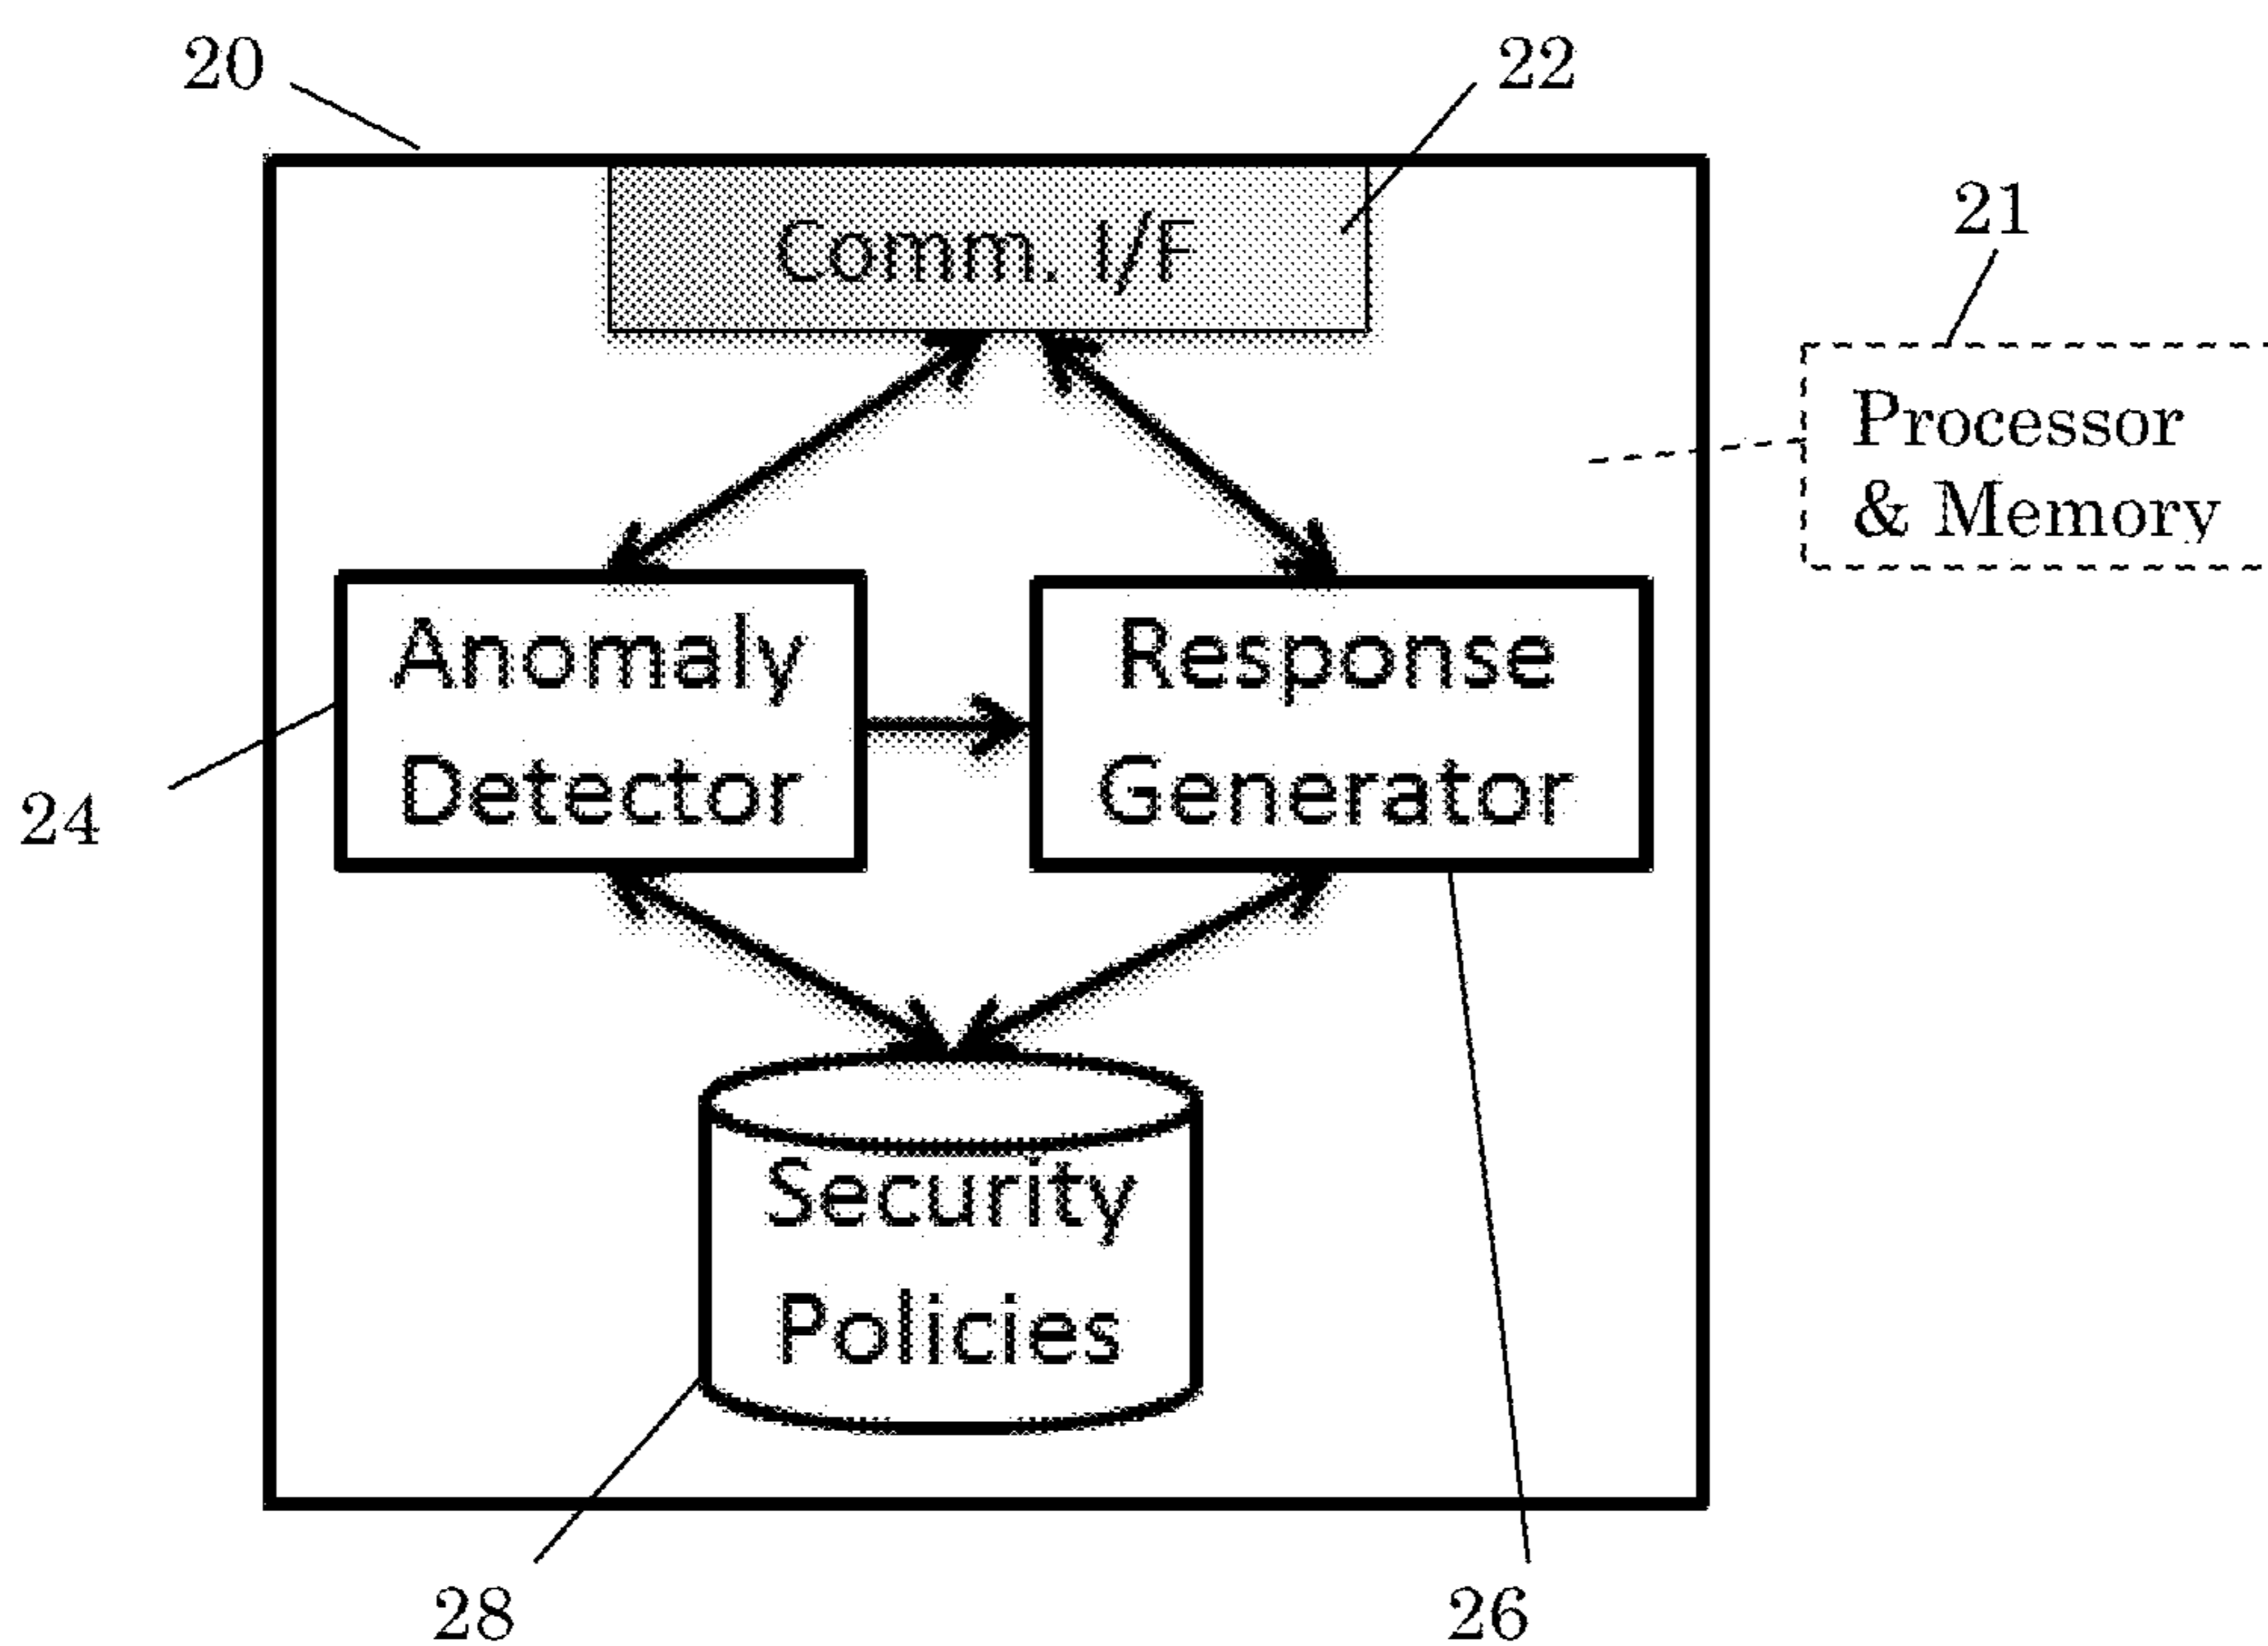 20
22
Comm. I/F
21
Processor
& Memory
Anomaly
Detector
Response
Generator
24
Security
Policies
28
26